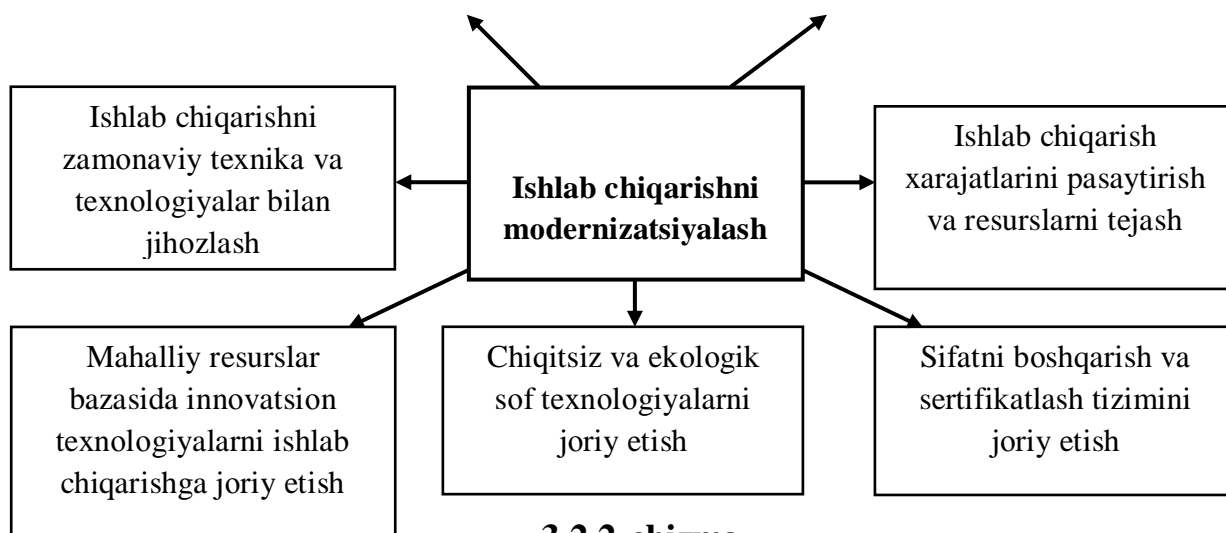 Ishlab chiqarishni
zamonaviy texnika va
texnologiyalar bilan
jihozlash
Ishlab chiqarishni
modernizatsiyalash
Ishlab chiqarish
xarajatlarini pasaytirish
va resurslarni tejash
Mahalliy resurslar
bazasida innovatsion
texnologiyalarni ishlab
chiqarishga joriy etish
Chiqitsiz va ekologik
sof texnologiyalarni
joriy etish
Sifatni boshqarish va
sertifikatlash tizimini
joriy etish